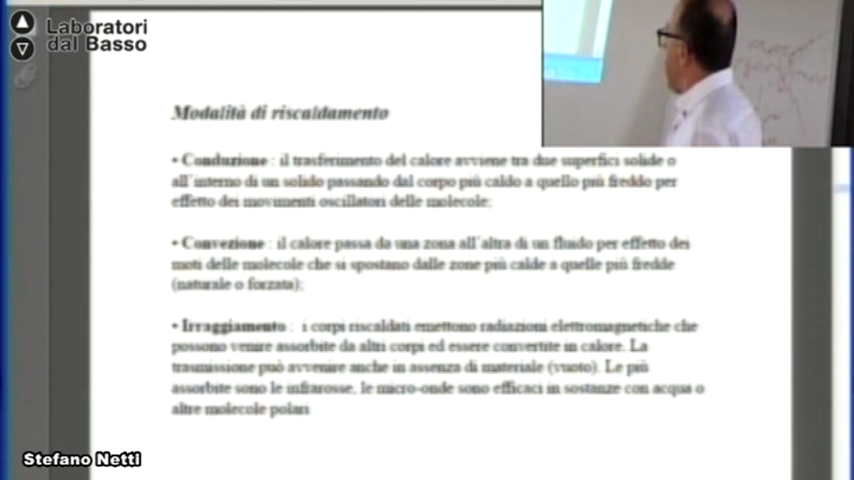 Laboratori
dal Basso
Modalità di riscaldamento
• Conduzione : il trasferimento del calore avviene tra due superfici solide o
all'interno di un solido passando dal corpo più caldo a quello più freddo per
effetto dei movimenti oscillatori delle molecole;
• Convezione : il calore passa da una zona all'altra di un fluido per effetto dei
moti delle molecole che si spostano dalle zone più calde a quelle più fredde
(naturale o forzata);
• Irraggiamento : i corpi riscaldati emettono radiazioni elettromagnetiche che
possono venire assorbite da altri corpi ed essere convertite in calore. La
trasmissione può avvenire anche in assenza di materiale (vuoto). Le più
assorbite sono le infrarosse, le micro-onde sono efficaci in sostanze con acqua o
altre molecole polari
Stefano Netti